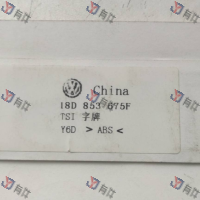 China
18D 853 675F
TST 字牌
Y6D > ABS <